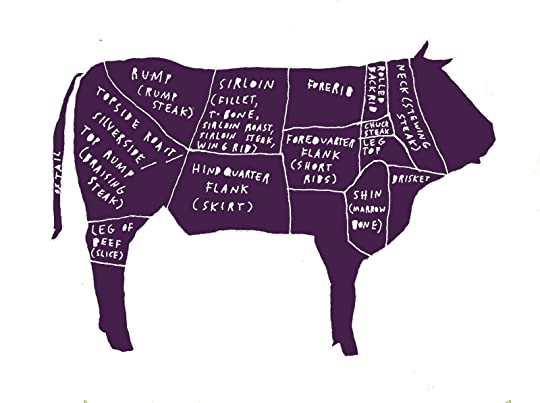 RUMP
(RUMP
STEAK)
SIRLOIN
(FILLET,
T-BONE,
SIRLOIN ROAST,
SIRLOIN STEAK,
WING RIB)
FORERIB
ROLLED
BACKRIB
NECK (STEWING
STEAK)
TOPSIDE ROAST/
SILVERSIDE/
TOP RUMP
(BRAISING
STEAK)
CHUCK
STEAK
LEG
TOP
FOREQUARTER
FLANK
(SHORT
RIBS)
HINDQUARTER
FLANK
(SKIRT)
BRISKET
SHIN
(MARROW
BONE)
OXTAIL
LEG OF
BEEF
(SLICE)